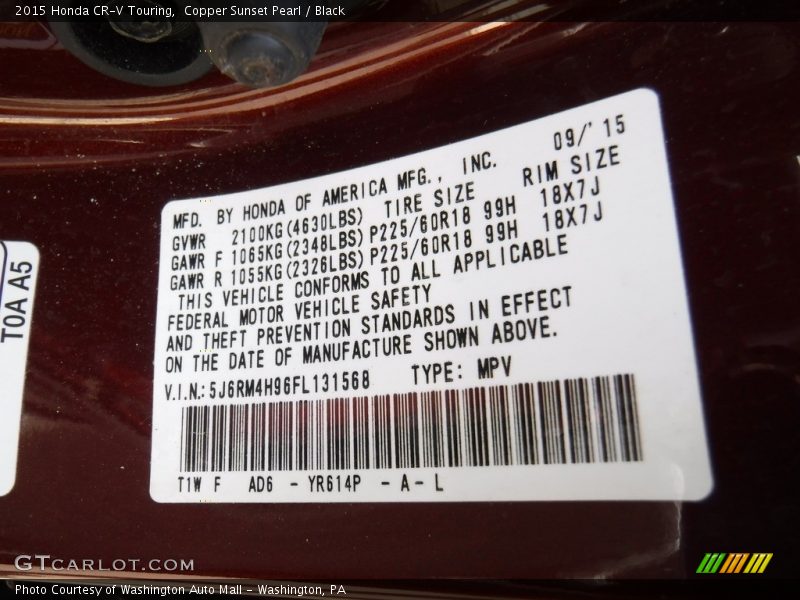 2015 Honda CR-V Touring, Copper Sunset Pearl / Black
09/' 15
MFD. BY HONDA OF AMERICA MFG., INC.
GVWR 2100KG(4630LBS) TIRE SIZE RIM SIZE
GAWR F 1065KG(2348LBS) P225/60R18 99H 18X7J
GAWR R 1055KG(2326LBS) P225/60R18 99H 18X7J
THIS VEHICLE CONFORMS TO ALL APPLICABLE
FEDERAL MOTOR VEHICLE SAFETY
AND THEFT PREVENTION STANDARDS IN EFFECT
ON THE DATE OF MANUFACTURE SHOWN ABOVE.
V.I.N.: 5J6RM4H96FL131568 TYPE: MPV
T1W F AD6 - YR614P - A - L
T0A A5
GTCARLOT.COM
Photo Courtesy of Washington Auto Mall - Washington, PA